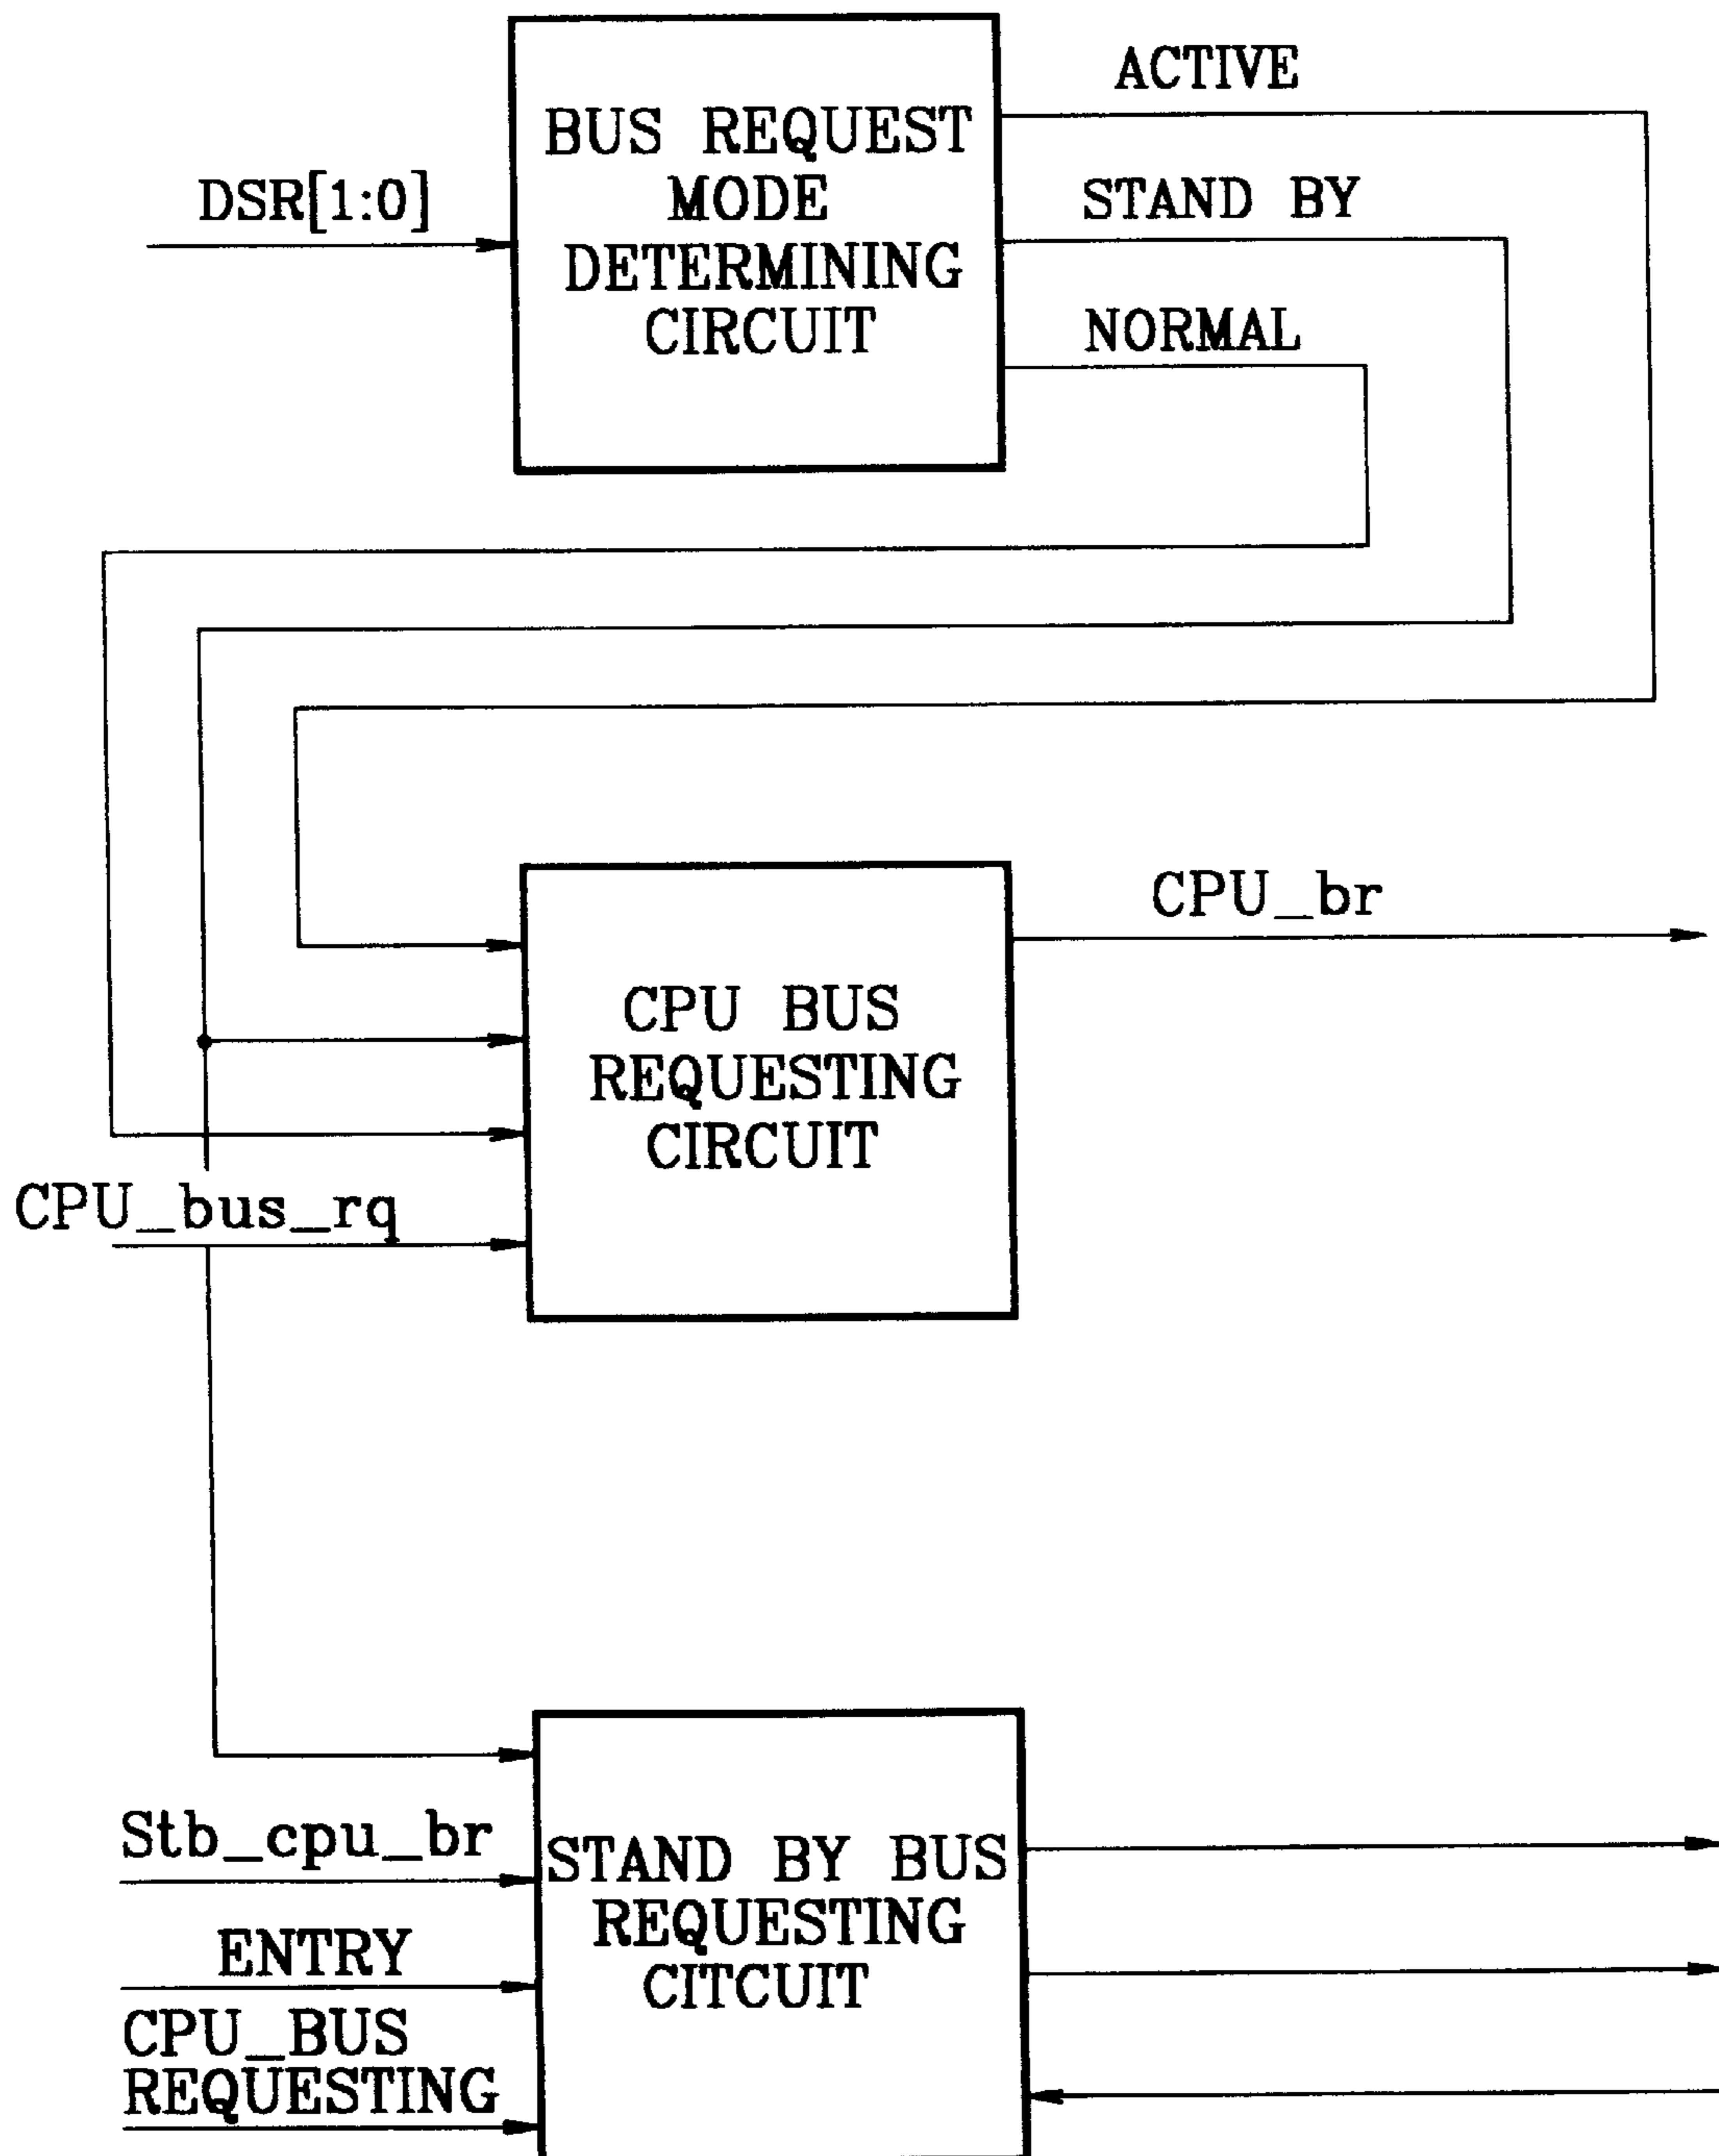 ACTIVE
BUS REQUEST
MODE
DETERMINING
CIRCUIT
DSR[1:0]
STAND BY
NORMAL
CPU_br
CPU BUS
REQUESTING
CIRCUIT
CPU_bus_rq
Stb_cpu_br
STAND BY BUS
REQUESTING
CITCUIT
ENTRY
CPU_BUS
REQUESTING